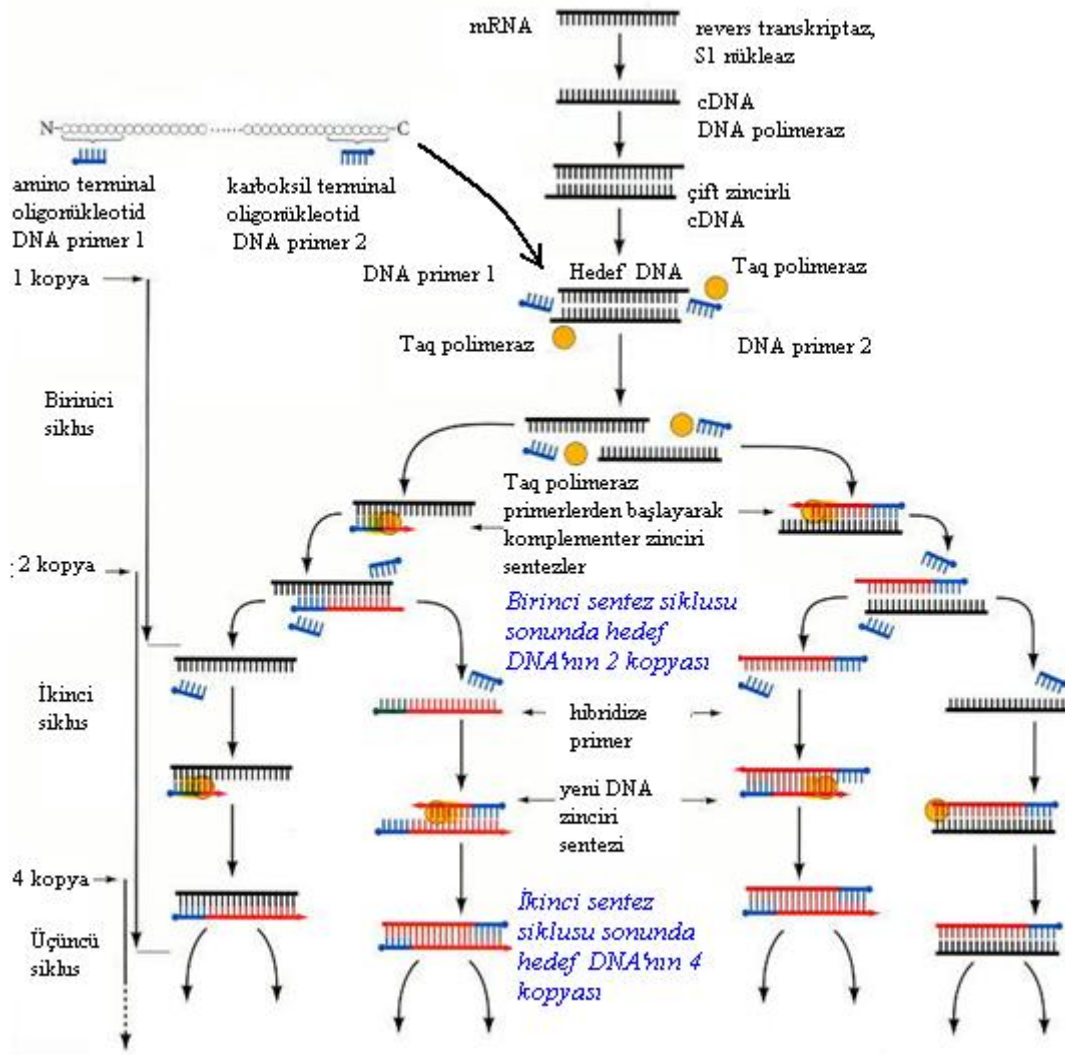 mRNA
revers transkriptaz,
S1 nükleaz
cDNA
DNA polimeraz
N
C
amino terminal
oligonükleotid
DNA primer 1
karboksil terminal
oligonükleotid
DNA primer 2
çift zincirli
cDNA
1 kopya
DNA primer 1
Hedef DNA
Taq polimeraz
Taq polimeraz
DNA primer 2
Birinici
siklus
Taq polimeraz
primerlerden başlayarak
komplementer zinciri
sentezler
2 kopya
Birinci sentez siklusu
sonunda hedef
DNA'nın 2 kopyası
İkinci
siklus
hibridize
primer
yeni DNA
zinciri
sentezi
4 kopya
İkinci sentez
siklusu sonunda
hedef DNA'nın 4
kopyası
Üçüncü
siklus